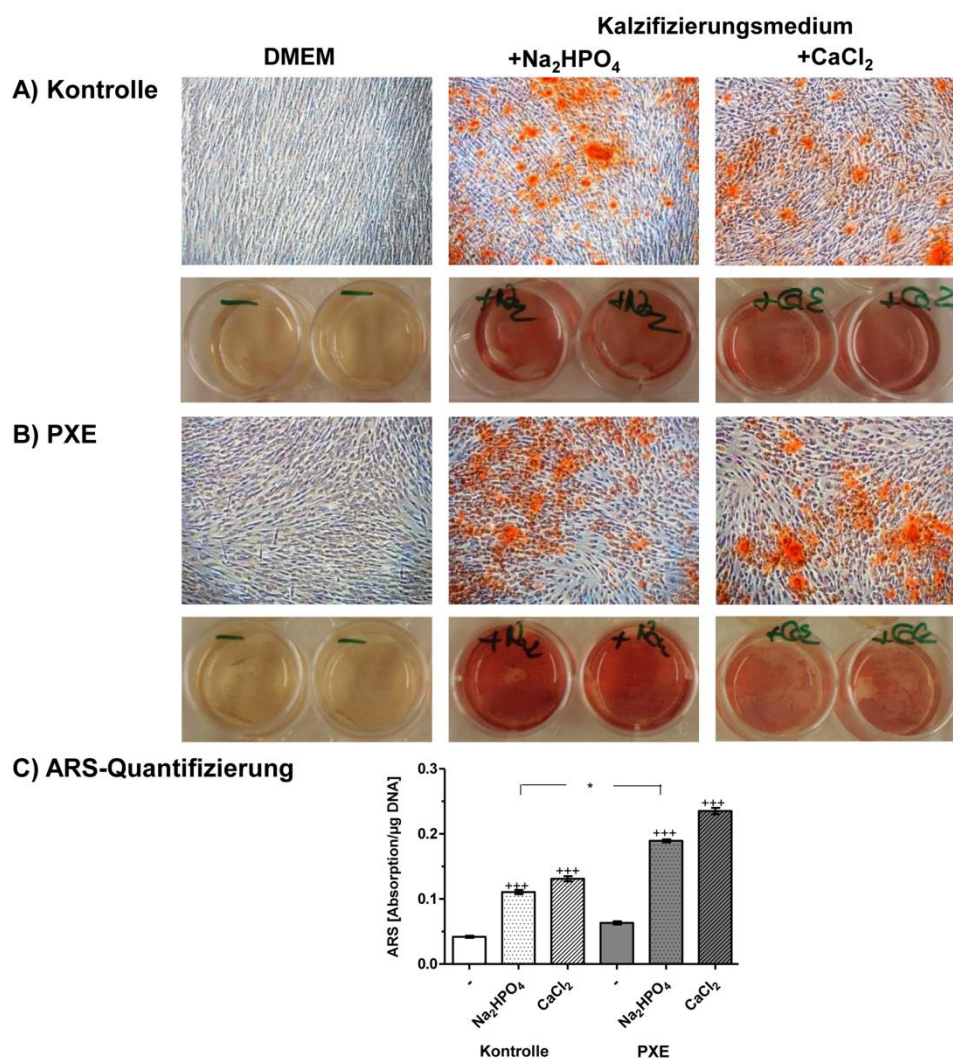 Kalzifizierungsmedium
DMEM +Na₂HPO₄ +CaCl₂
A) Kontrolle
B) PXE
C) ARS-Quantifizierung
0.3
*
+++
+++
0.2
+++
+++
ARS [Absorption/µg DNA]
0.1
0.0
- Na₂HPO₄ CaCl₂ - Na₂HPO₄ CaCl₂
Kontrolle PXE